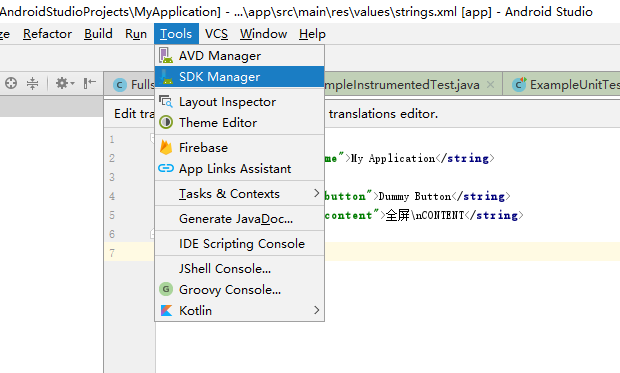 AndroidStudioProjects\MyApplication] - ...\app\src\main\res\values\strings.xml [app] - Android Studio
ze Refactor Build Run Tools VCS Window Help
AVD Manager
SDK Manager
Layout Inspector
Theme Editor
Firebase
App Links Assistant
Tasks & Contexts
Generate JavaDoc...
IDE Scripting Console
JShell Console...
Groovy Console...
Kotlin
C Fulls mpleInstrumentedTest.java × C ExampleUnitTes
Edit tra translations editor.
1
2 me">My Application</string>
3
4 button">Dummy Button</string>
5 content">全屏\nCONTENT</string>
6
7